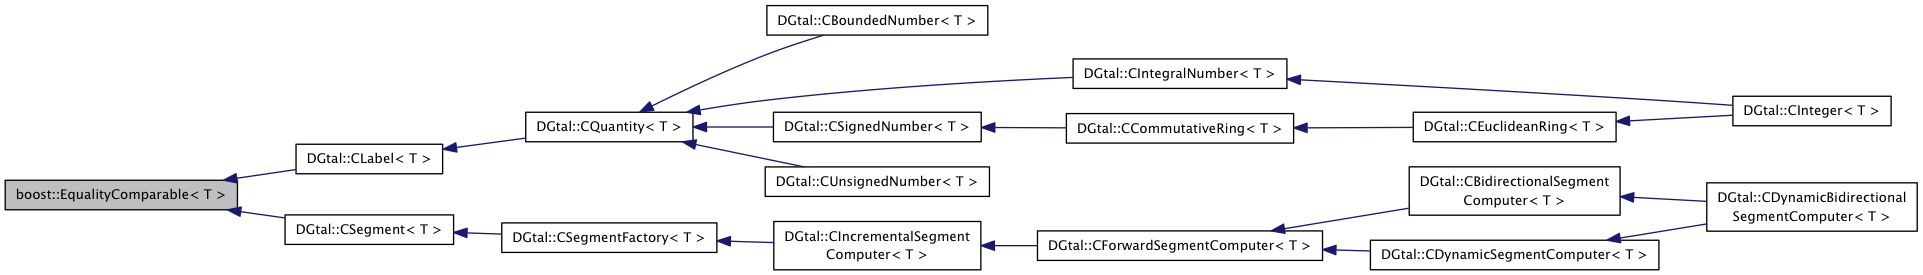 DGtal::CBoundedNumber< T >
DGtal::CIntegralNumber< T >
DGtal::CInteger< T >
DGtal::CQuantity< T >
DGtal::CSignedNumber< T >
DGtal::CCommutativeRing< T >
DGtal::CEuclideanRing< T >
DGtal::CLabel< T >
DGtal::CUnsignedNumber< T >
boost::EqualityComparable< T >
DGtal::CBidirectionalSegment
Computer< T >
DGtal::CDynamicBidirectional
SegmentComputer< T >
DGtal::CSegment< T >
DGtal::CSegmentFactory< T >
DGtal::CIncrementalSegment
Computer< T >
DGtal::CForwardSegmentComputer< T >
DGtal::CDynamicSegmentComputer< T >